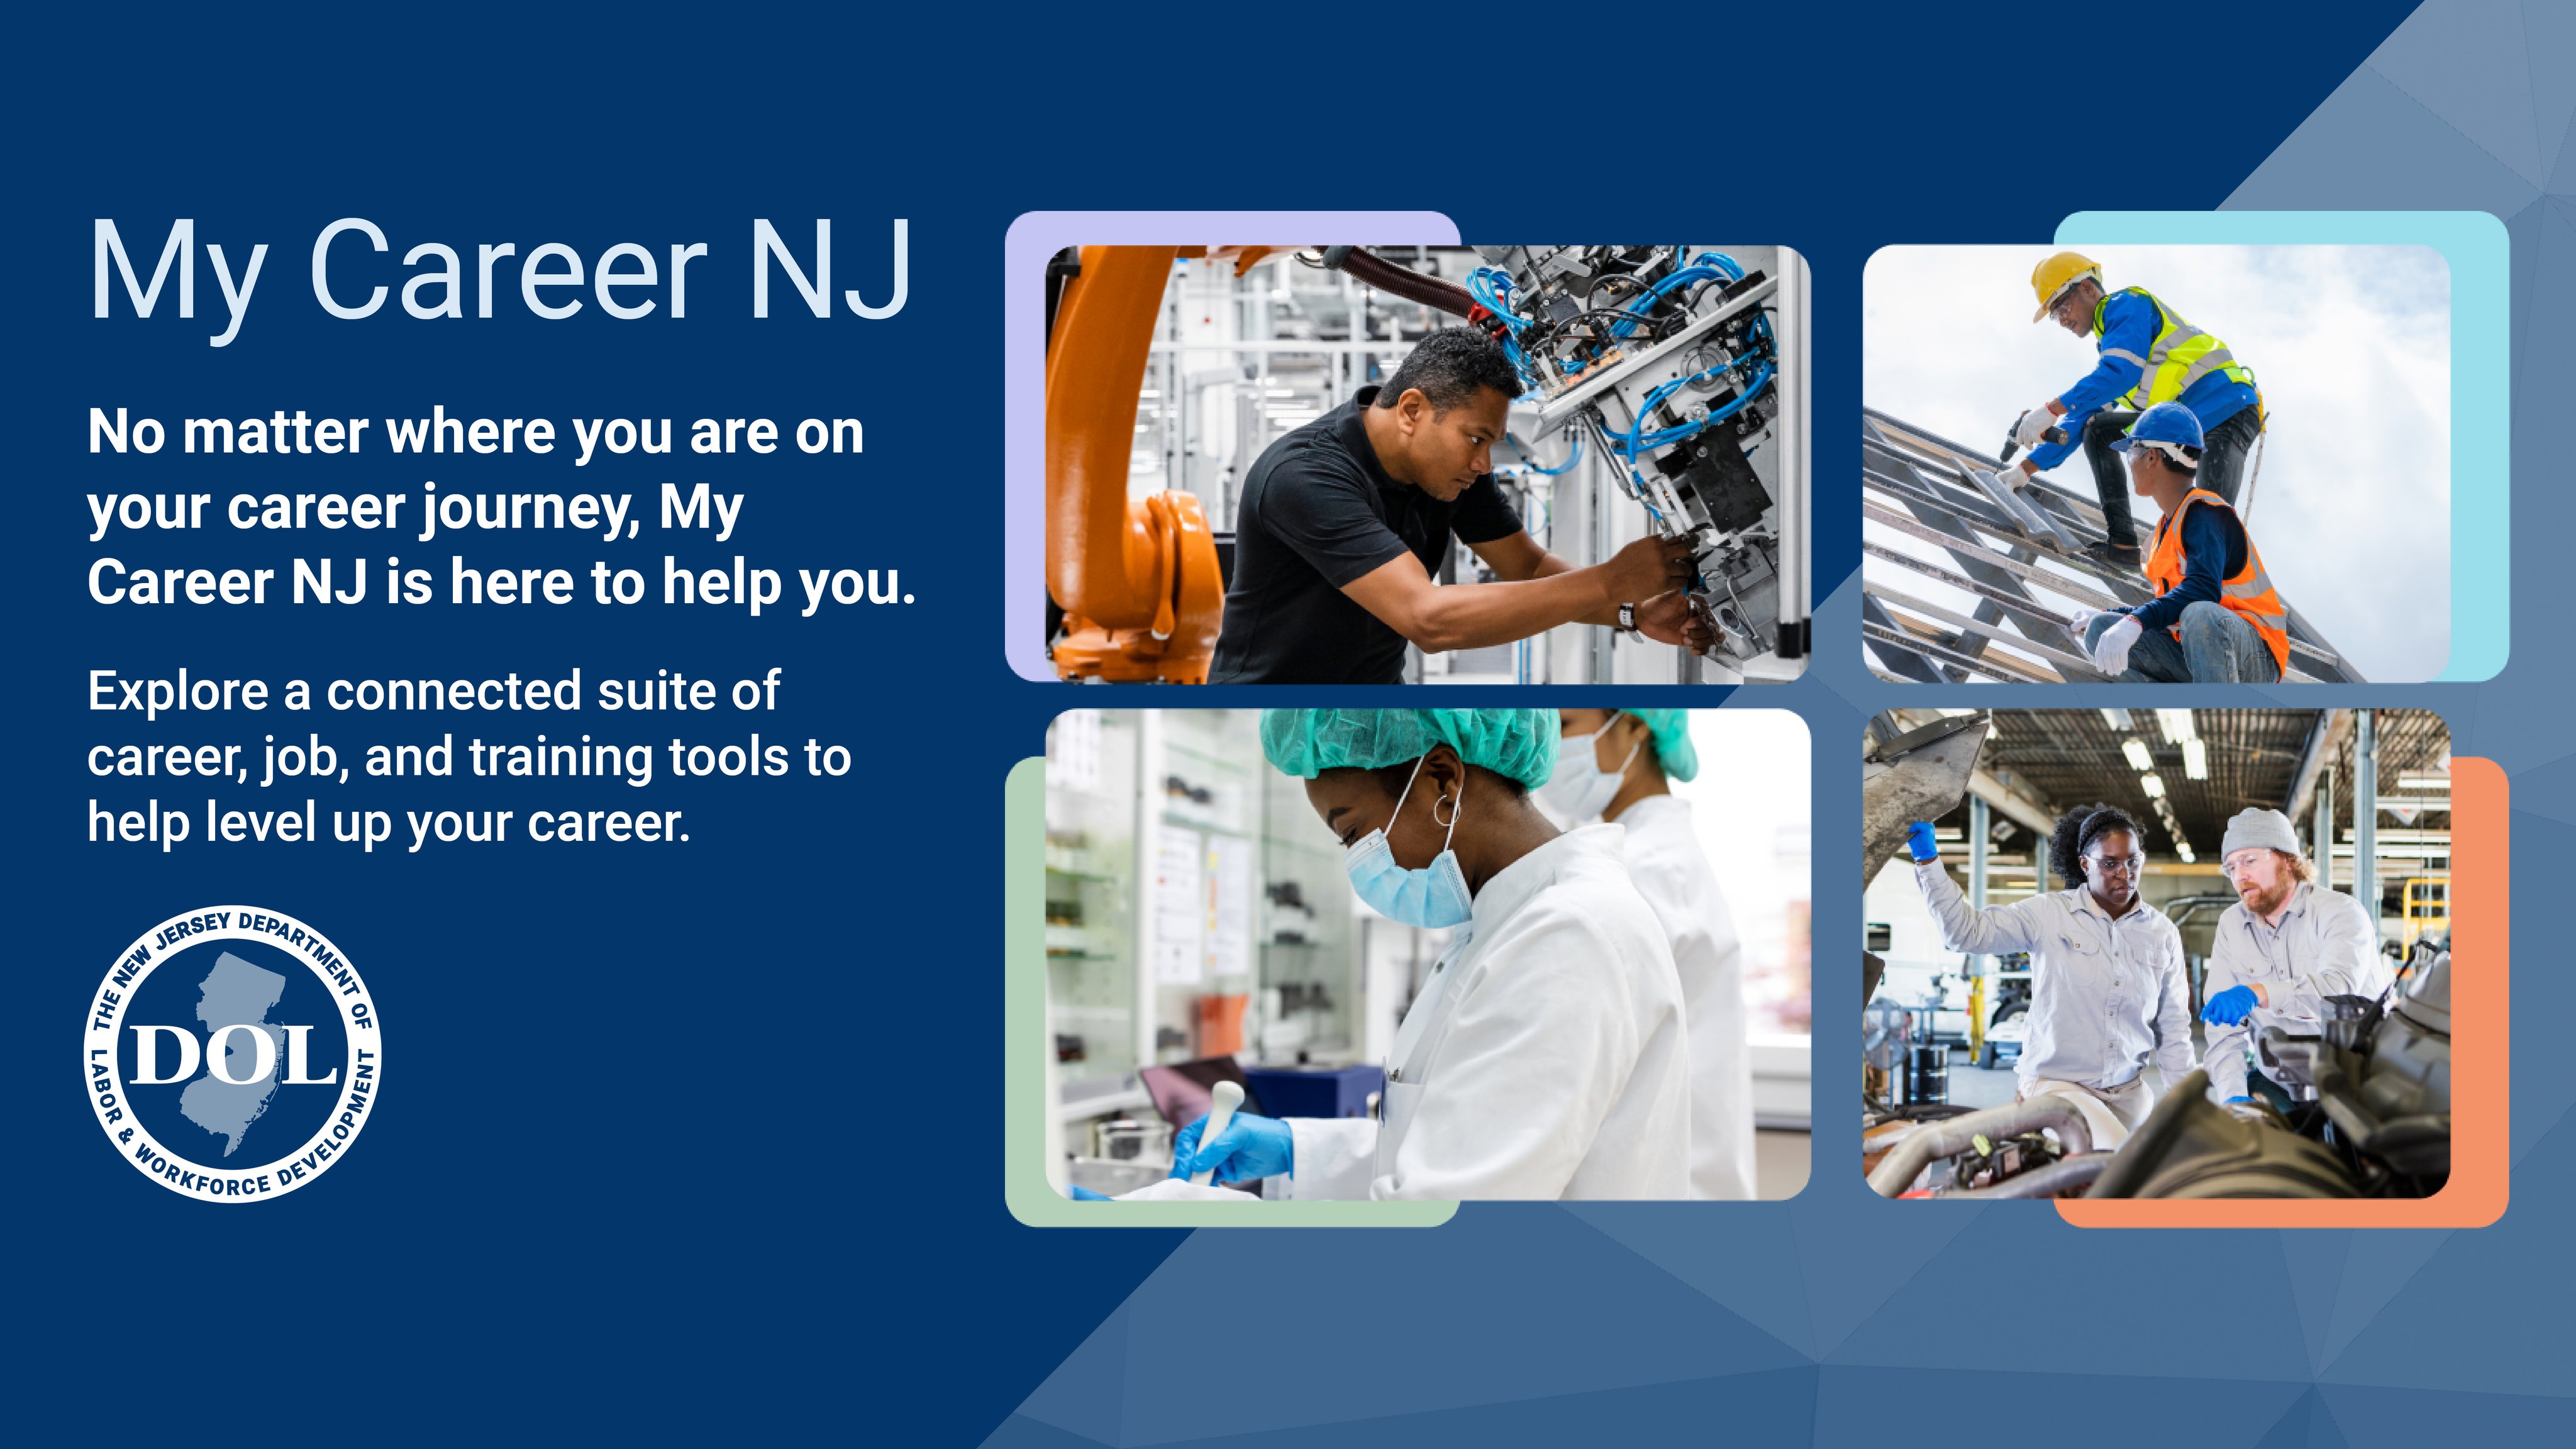 My Career NJ
No matter where you are on
your career journey, My
Career NJ is here to help you.
Explore a connected suite of
career, job, and training tools to
help level up your career.
THE NEW JERSEY DEPARTMENT OF
DOL
LABOR & WORKFORCE DEVELOPMENT